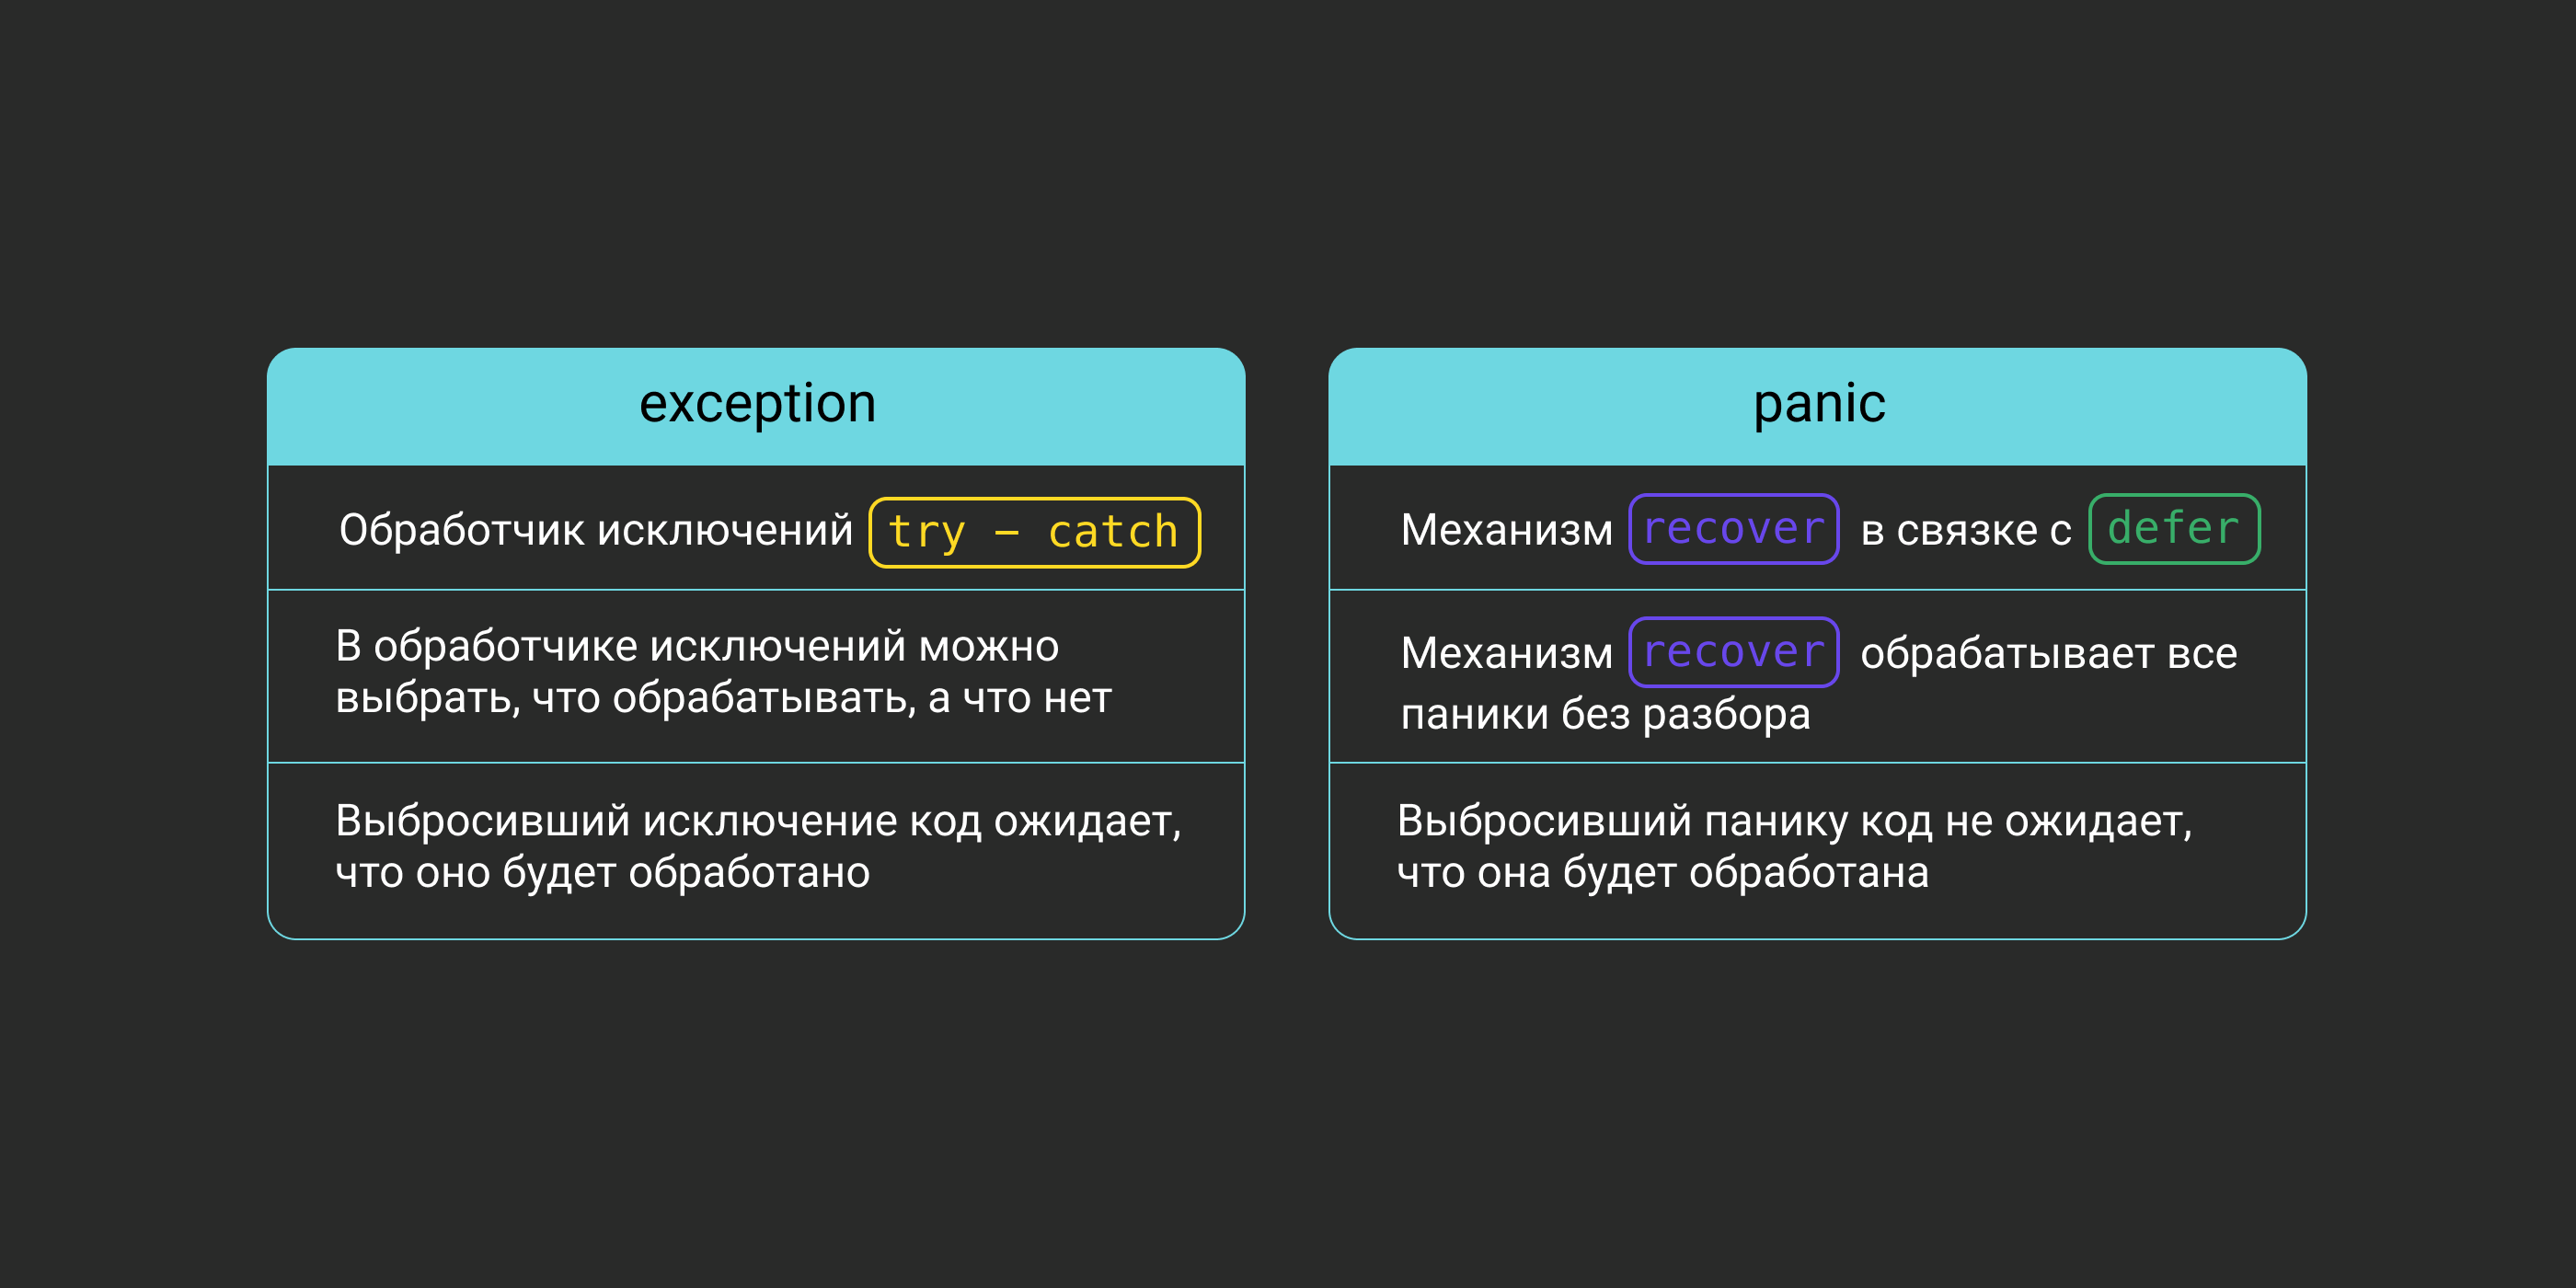 exception
Обработчик исключений try – catch
В обработчике исключений можно
выбрать, что обрабатывать, а что нет
Выбросивший исключение код ожидает,
что оно будет обработано
panic
Механизм recover в связке с defer
Механизм recover обрабатывает все
паники без разбора
Выбросивший панику код не ожидает,
что она будет обработана